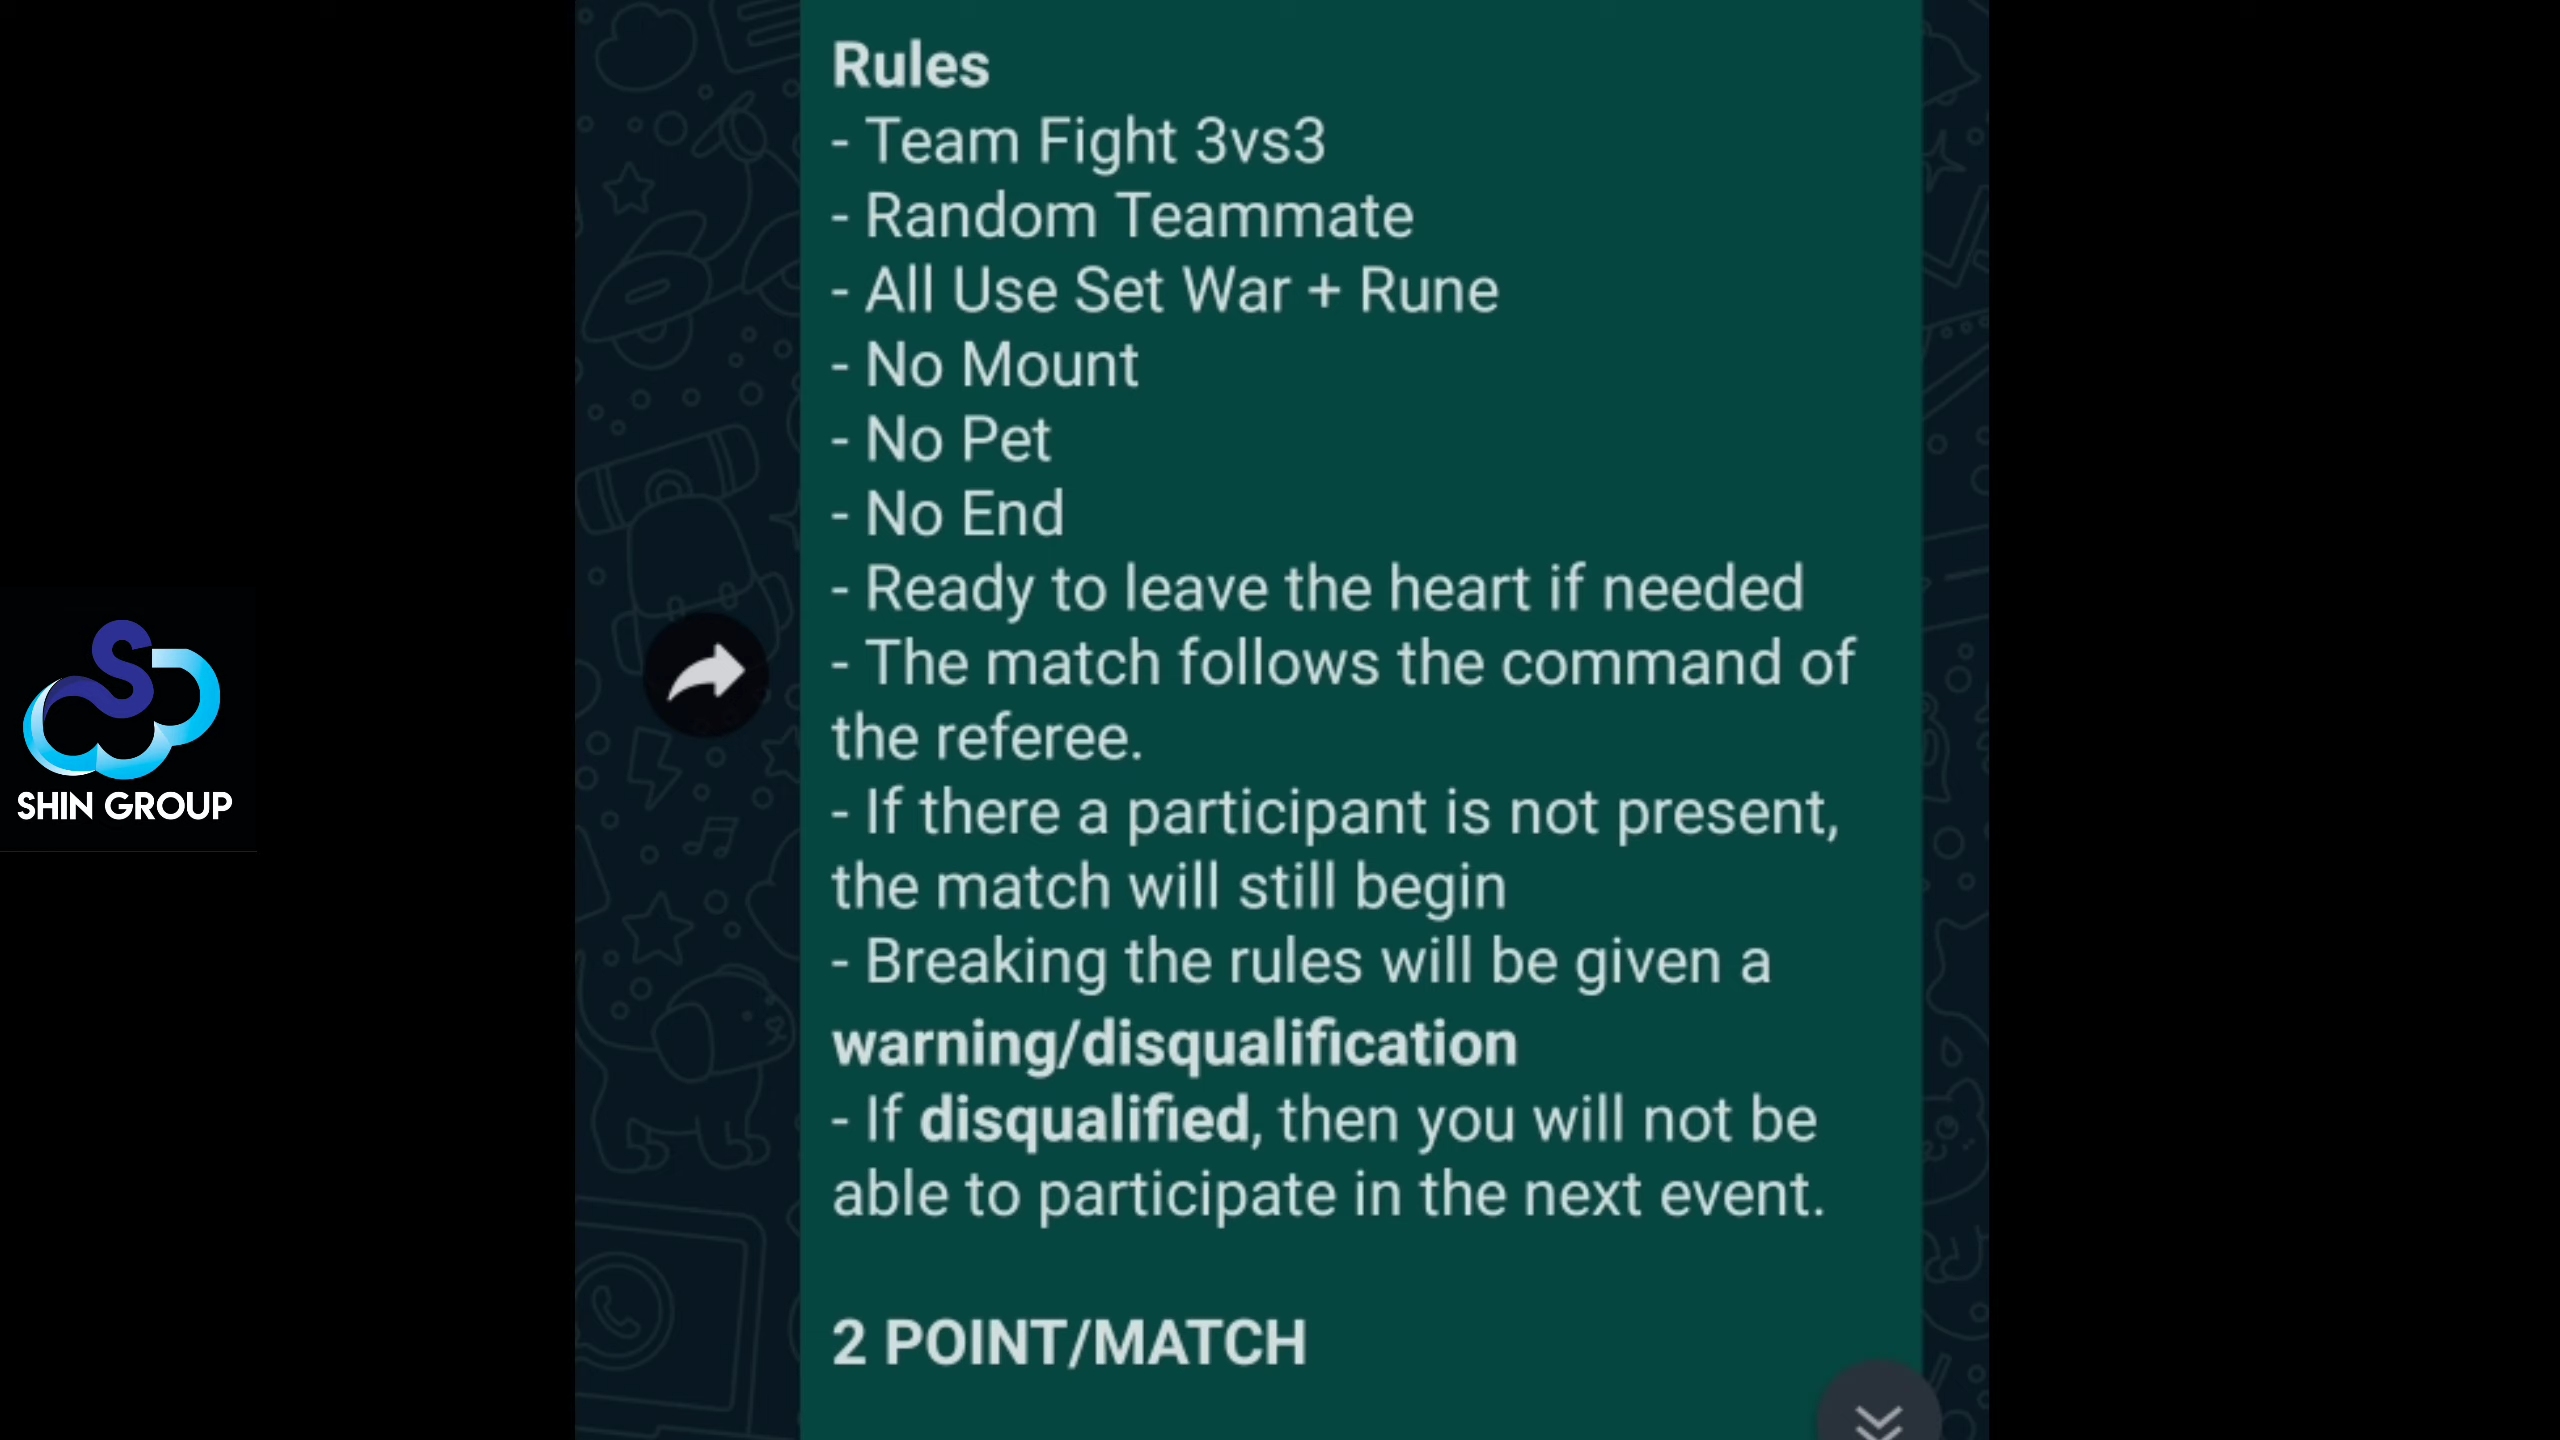 Rules
- Team Fight 3vs3
- Random Teammate
- All Use Set War + Rune
- No Mount
- No Pet
- No End
- Ready to leave the heart if needed
- The match follows the command of
the referee.
- If there a participant is not present,
the match will still begin
- Breaking the rules will be given a
warning/disqualification
- If disqualified, then you will not be
able to participate in the next event.
2 POINT/MATCH
SHIN GROUP